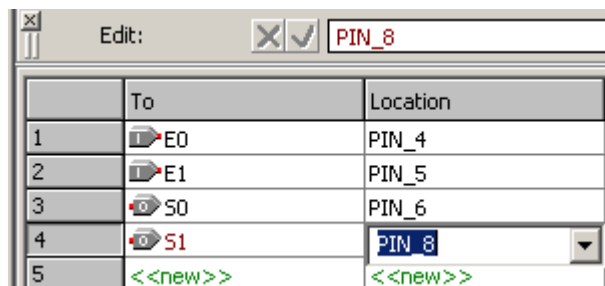 Edit: PIN_8
To Location
1 E0 PIN_4
2 E1 PIN_5
3 S0 PIN_6
4 S1 PIN_8
5 <<new>> <<new>>